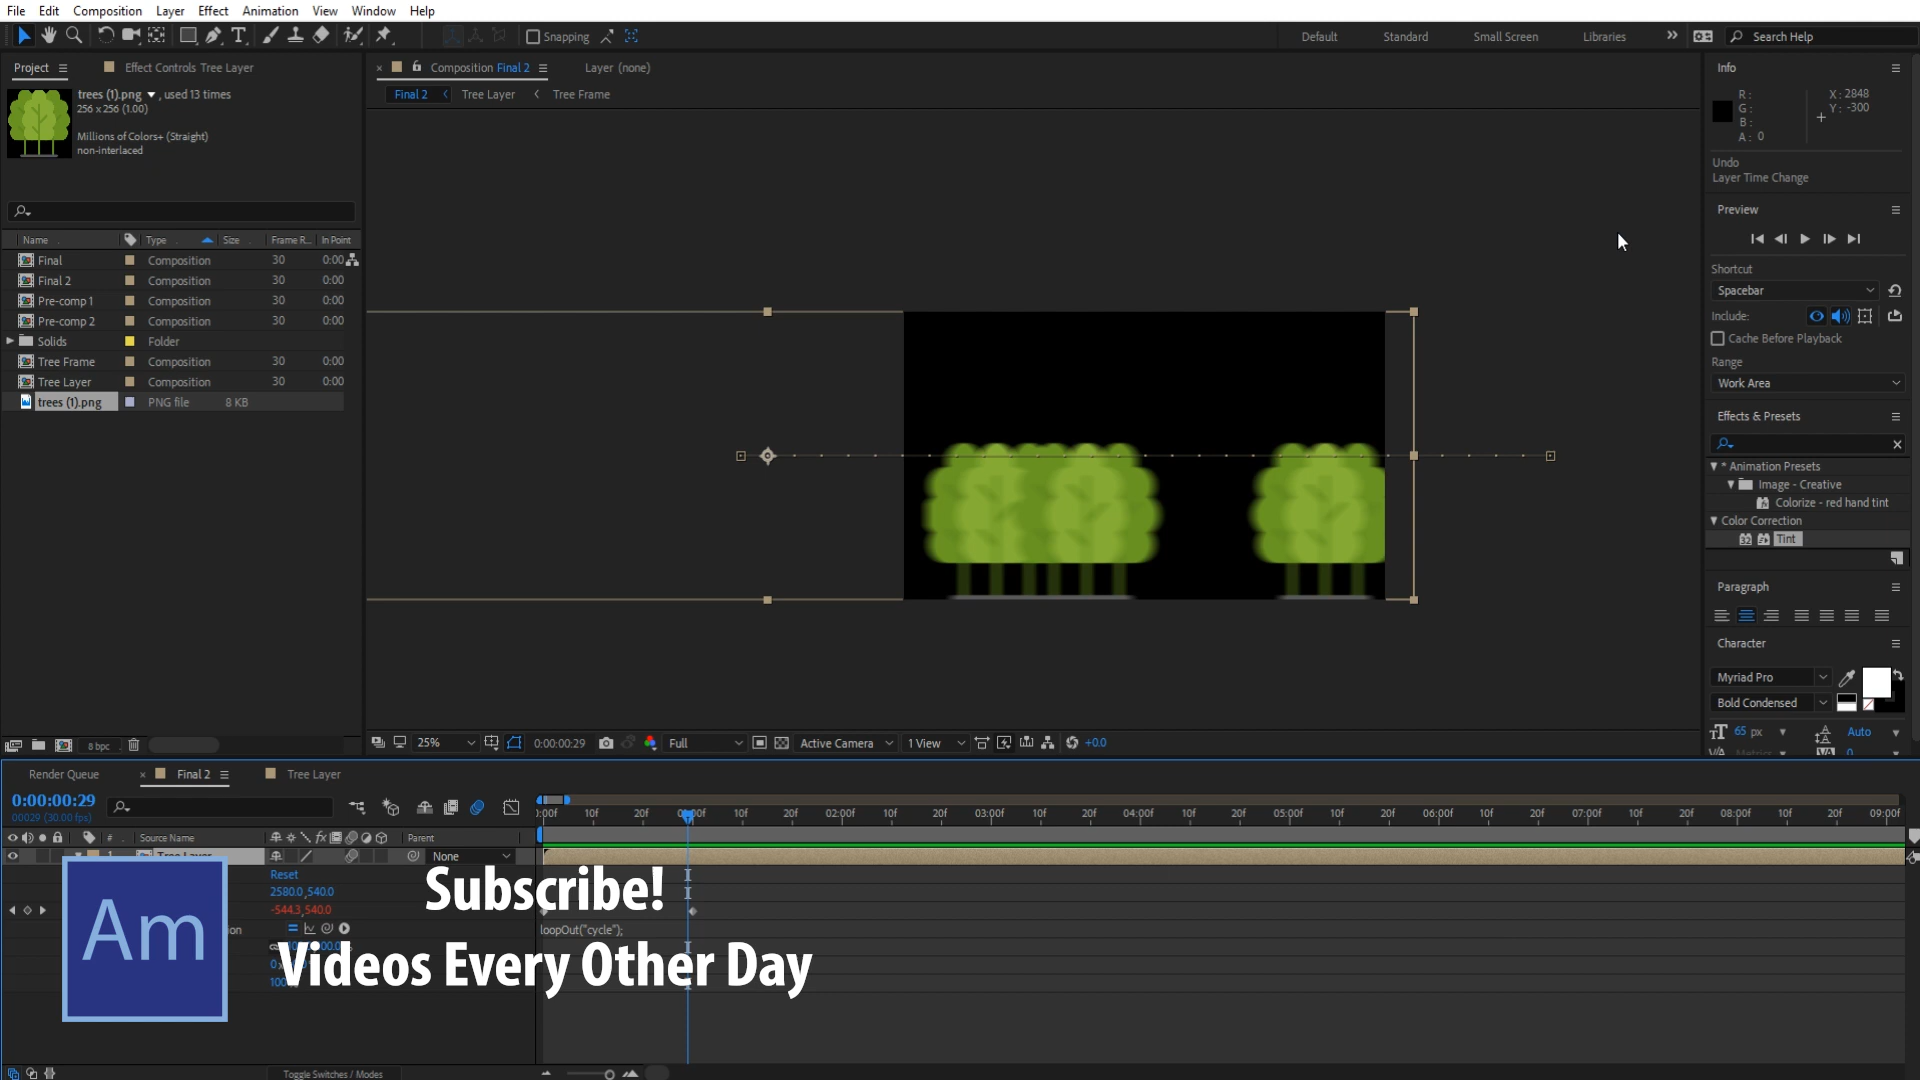 File Edit Composition Layer Effect Animation View Window Help
Snapping
Default Standard Small Screen Libraries
Search Help
Project
Effect Controls Tree Layer
trees (1).png , used 13 times
256 x 256 (1.00)
Millions of Colors+ (Straight)
non-interlaced
Name Type Size Frame R... In Point
Final Composition 30 0:00
Final 2 Composition 30 0:00
Pre-comp 1 Composition 30 0:00
Pre-comp 2 Composition 30 0:00
Solids Folder
Tree Frame Composition 30 0:00
Tree Layer Composition 30 0:00
trees (1).png PNG file 8 KB
8 bpc
Composition Final 2
Layer (none)
Final 2 Tree Layer Tree Frame
25% 0:00:00:29 Full Active Camera 1 View +0.0
Info
R: X: 2848
G: Y: -300
B:
A: 0
Undo
Layer Time Change
Preview
Shortcut
Spacebar
Include:
Cache Before Playback
Range
Work Area
Effects & Presets
* Animation Presets
Image - Creative
Colorize - red hand tint
Color Correction
32 Tint
Paragraph
Character
Myriad Pro
Bold Condensed
65 px Auto
Metrics 0
Render Queue Final 2 Tree Layer
0:00:00:29
00029 (30.00 fps)
# Source Name Parent
None
Reset
2580.0,540.0
-544.3,540.0
loopOut("cycle");
:00f 10f 20f 10f 20f 02:00f 10f 20f 03:00f 10f 20f 04:00f 10f 20f 05:00f 10f 20f 06:00f 10f 20f 07:00f 10f 20f 08:00f 10f 20f 09:00f
Am
Subscribe!
Videos Every Other Day
Toggle Switches / Modes